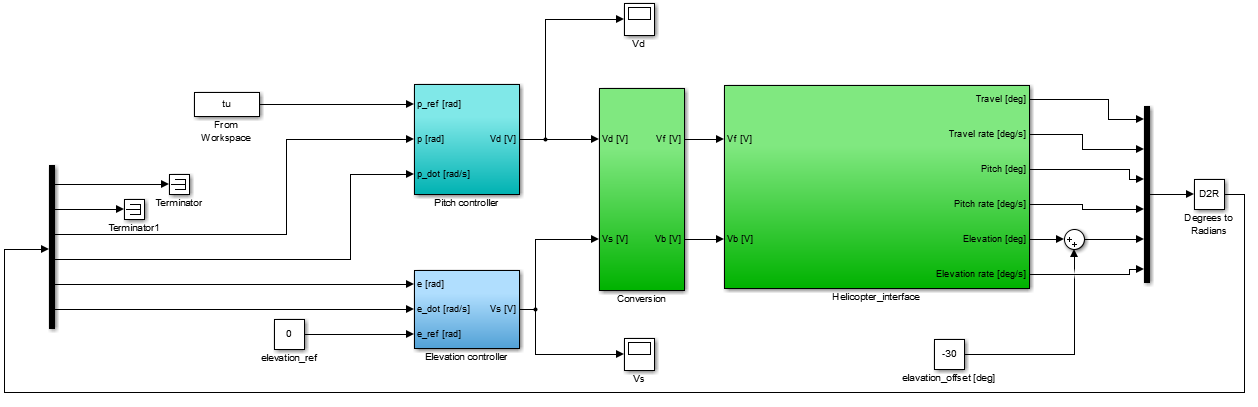 Vd
tu
From
Workspace
p_ref [rad]
p [rad]
p_dot [rad/s]
Vd [V]
Pitch controller
Terminator
Terminator1
e [rad]
e_dot [rad/s]
e_ref [rad]
Vs [V]
Elevation controller
0
elevation_ref
Vs
Vd [V]
Vs [V]
Vf [V]
Vb [V]
Conversion
Vf [V]
Vb [V]
Travel [deg]
Travel rate [deg/s]
Pitch [deg]
Pitch rate [deg/s]
Elevation [deg]
Elevation rate [deg/s]
Helicopter_interface
-30
elavation_offset [deg]
D2R
Degrees to
Radians